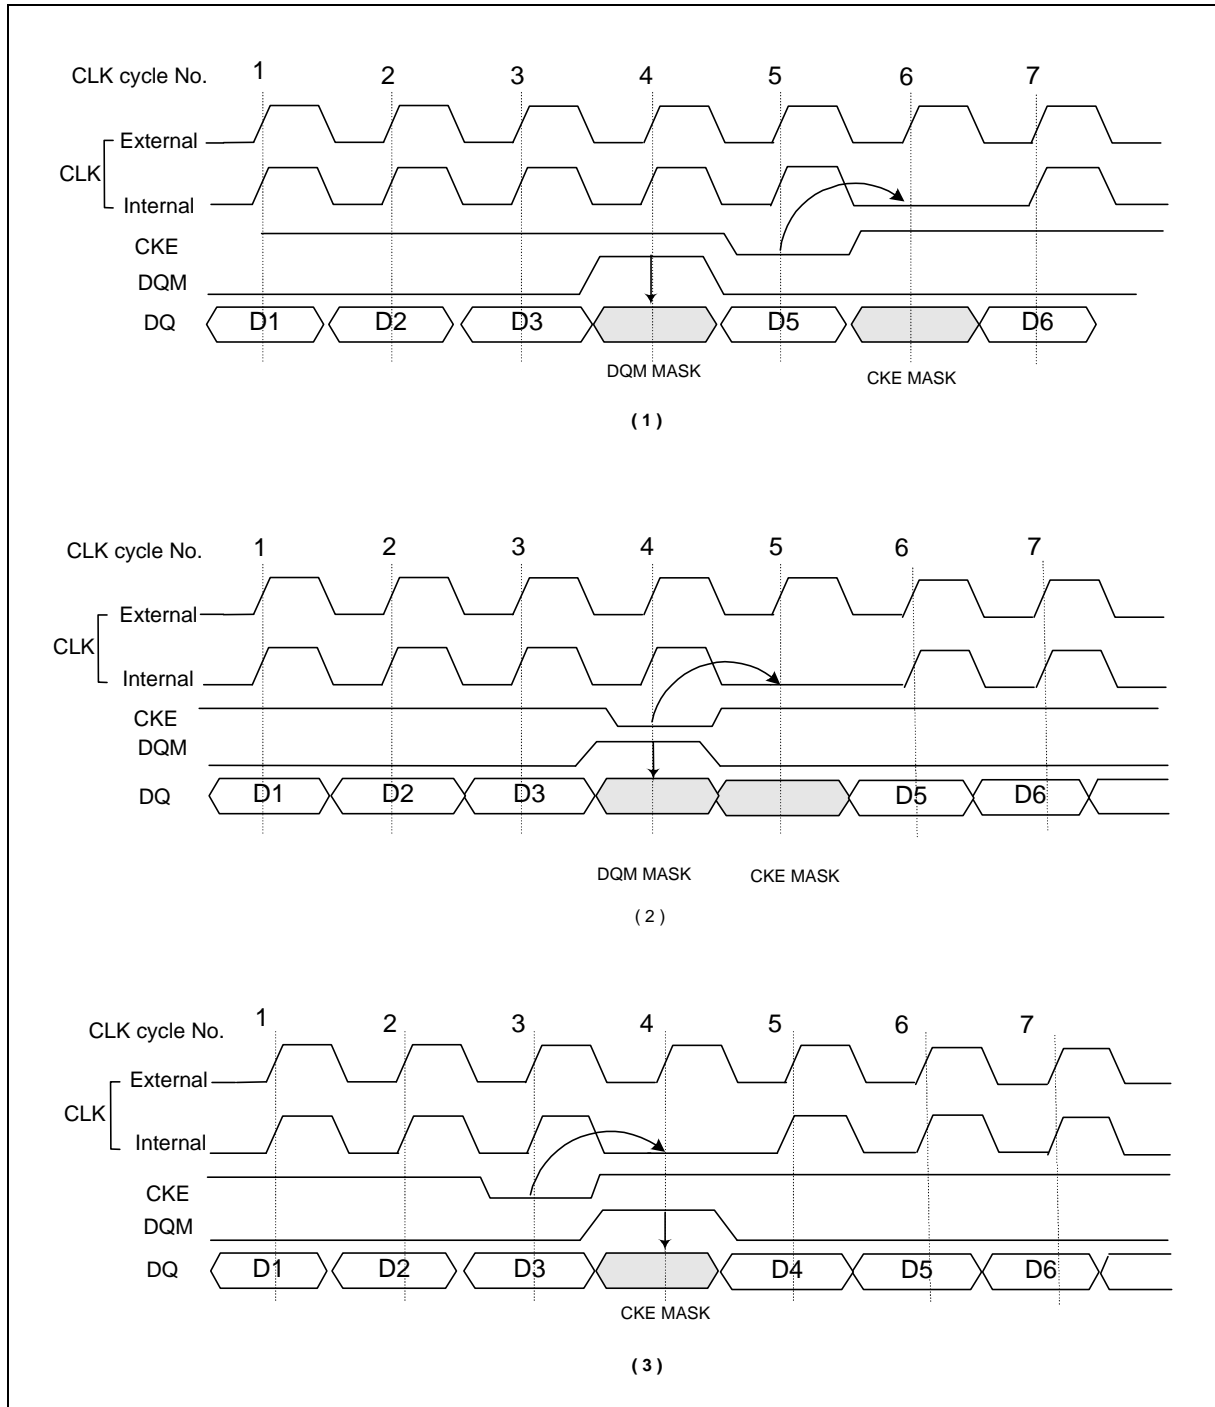 CLK cycle No. 1 2 3 4 5 6 7
External
CLK
Internal
CKE
DQM
DQ D1 D2 D3 D5 D6
DQM MASK CKE MASK
( 1 )
CLK cycle No. 1 2 3 4 5 6 7
External
CLK
Internal
CKE
DQM
DQ D1 D2 D3 D5 D6
DQM MASK CKE MASK
( 2 )
CLK cycle No. 1 2 3 4 5 6 7
External
CLK
Internal
CKE
DQM
DQ D1 D2 D3 D4 D5 D6
CKE MASK
( 3 )